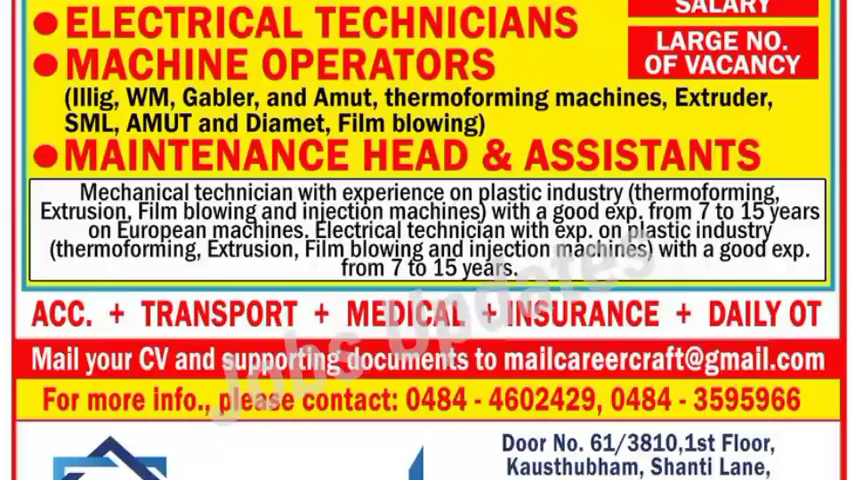 SALARY
● ELECTRICAL TECHNICIANS
LARGE NO.
OF VACANCY
● MACHINE OPERATORS
(Illig, WM, Gabler, and Amut, thermoforming machines, Extruder,
SML, AMUT and Diamet, Film blowing)
● MAINTENANCE HEAD & ASSISTANTS
Mechanical technician with experience on plastic industry (thermoforming,
Extrusion, Film blowing and injection machines) with a good exp. from 7 to 15 years
on European machines. Electrical technician with exp. on plastic industry
(thermoforming, Extrusion, Film blowing and injection machines) with a good exp.
from 7 to 15 years.
ACC. + TRANSPORT + MEDICAL + INSURANCE + DAILY OT
Mail your CV and supporting documents to mailcareercraft@gmail.com
For more info., please contact: 0484 - 4602429, 0484 - 3595966
Door No. 61/3810,1st Floor,
Kausthubham, Shanti Lane,
Jobs Updates